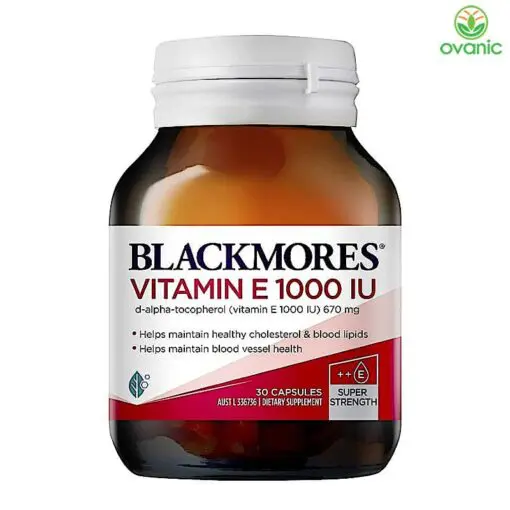 ovanic
BLACKMORES®
VITAMIN E 1000 IU
d-alpha-tocopherol (vitamin E 1000 IU) 670 mg
• Helps maintain healthy cholesterol & blood lipids
• Helps maintain blood vessel health
++E
30 CAPSULES
AUST L 336736 | DIETARY SUPPLEMENT
SUPER
STRENGTH